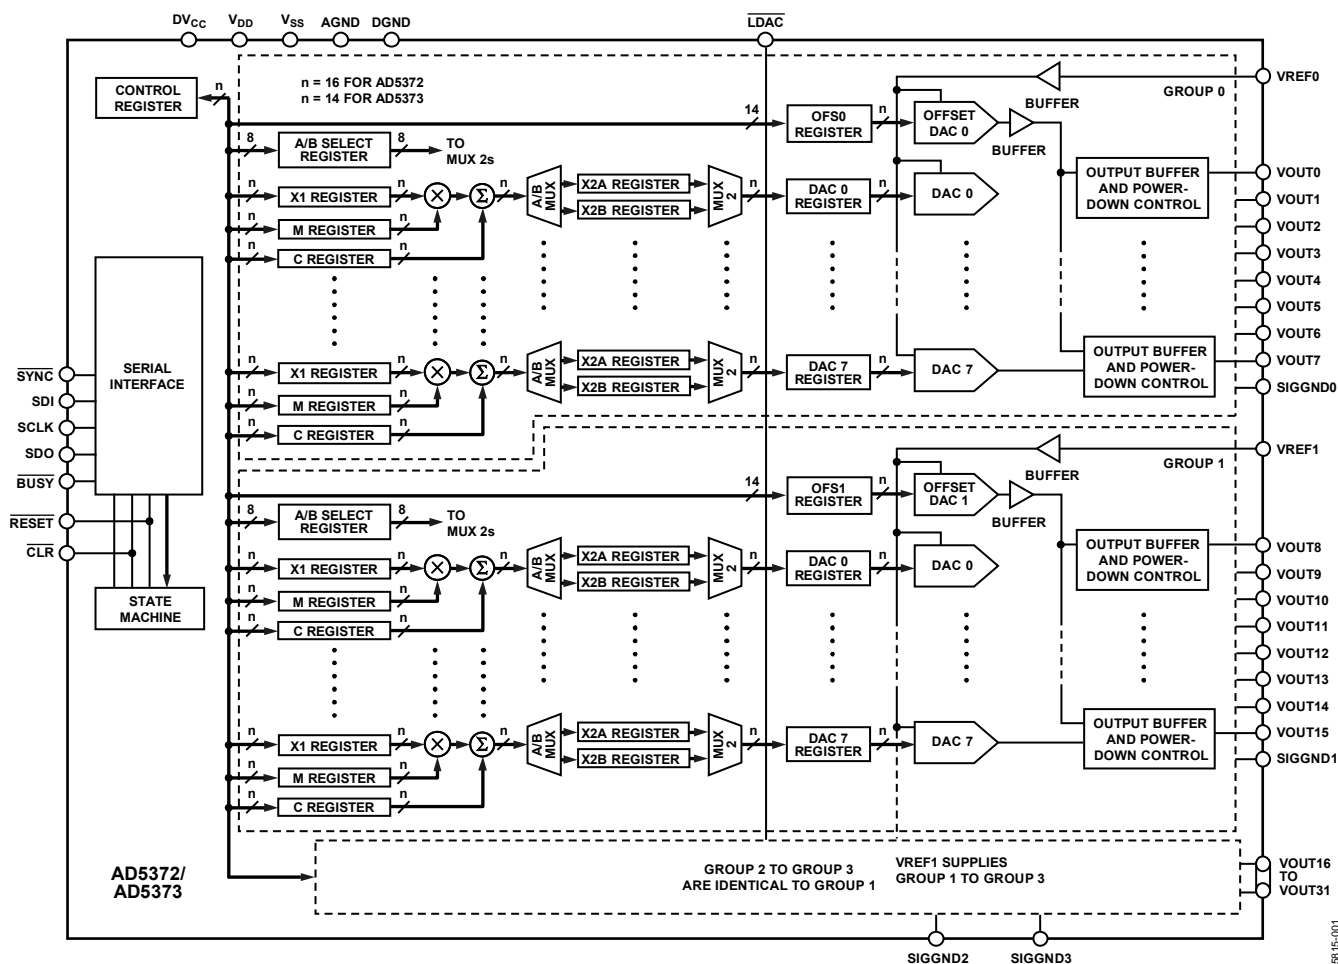 DVCC VDD VSS AGND DGND LDAC
CONTROL REGISTER
n
n = 16 FOR AD5372
n = 14 FOR AD5373
VREF0
GROUP 0
BUFFER
14
OFS0 REGISTER
n
OFFSET DAC 0
BUFFER
8
A/B SELECT REGISTER
8
TO MUX 2s
n
X1 REGISTER
n
×
Σ
n
A/B MUX
X2A REGISTER
X2B REGISTER
MUX 2
n
DAC 0 REGISTER
n
DAC 0
OUTPUT BUFFER AND POWER-DOWN CONTROL
n
M REGISTER
n
n
C REGISTER
n
VOUT0
VOUT1
VOUT2
VOUT3
VOUT4
VOUT5
VOUT6
VOUT7
SIGGND0
n
X1 REGISTER
n
×
Σ
n
A/B MUX
X2A REGISTER
X2B REGISTER
MUX 2
n
DAC 7 REGISTER
n
DAC 7
OUTPUT BUFFER AND POWER-DOWN CONTROL
n
M REGISTER
n
n
C REGISTER
n
SERIAL INTERFACE
SYNC
SDI
SCLK
SDO
BUSY
RESET
CLR
STATE MACHINE
VREF1
GROUP 1
BUFFER
14
OFS1 REGISTER
n
OFFSET DAC 1
BUFFER
8
A/B SELECT REGISTER
8
TO MUX 2s
n
X1 REGISTER
n
×
Σ
n
A/B MUX
X2A REGISTER
X2B REGISTER
MUX 2
n
DAC 0 REGISTER
n
DAC 0
OUTPUT BUFFER AND POWER-DOWN CONTROL
n
M REGISTER
n
n
C REGISTER
n
VOUT8
VOUT9
VOUT10
VOUT11
VOUT12
VOUT13
VOUT14
VOUT15
SIGGND1
n
X1 REGISTER
n
×
Σ
n
A/B MUX
X2A REGISTER
X2B REGISTER
MUX 2
n
DAC 7 REGISTER
n
DAC 7
OUTPUT BUFFER AND POWER-DOWN CONTROL
n
M REGISTER
n
n
C REGISTER
n
AD5372/
AD5373
GROUP 2 TO GROUP 3
ARE IDENTICAL TO GROUP 1
VREF1 SUPPLIES
GROUP 1 TO GROUP 3
VOUT16
TO
VOUT31
SIGGND2 SIGGND3